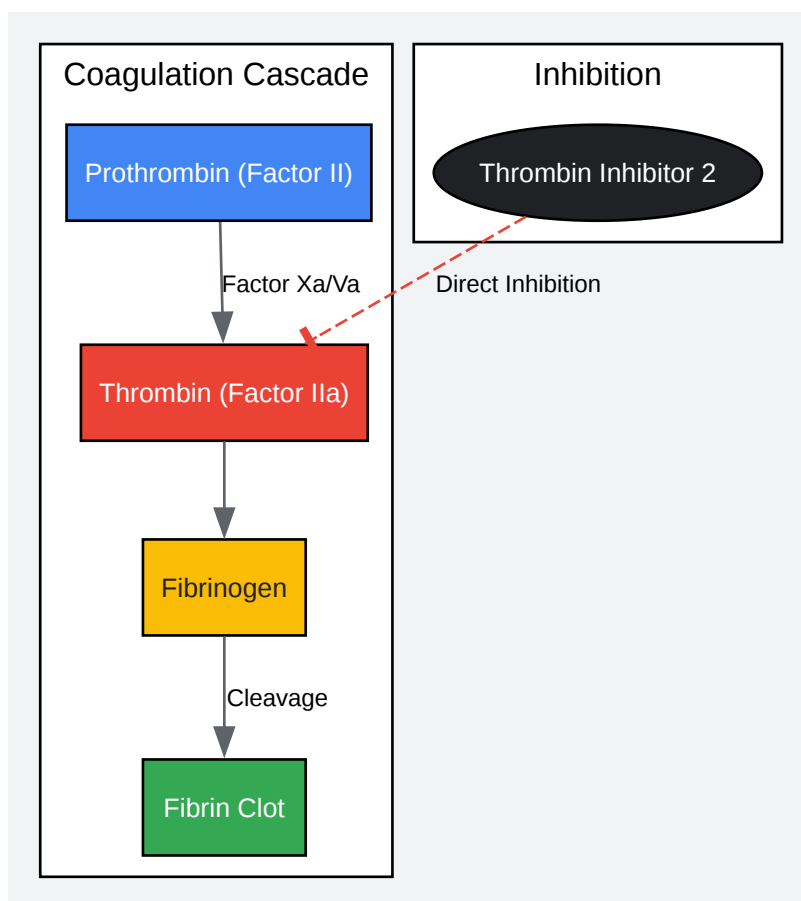 Coagulation Cascade
Prothrombin (Factor II)
Factor Xa/Va
Thrombin (Factor IIa)
Fibrinogen
Cleavage
Fibrin Clot
Inhibition
Thrombin Inhibitor 2
Direct Inhibition